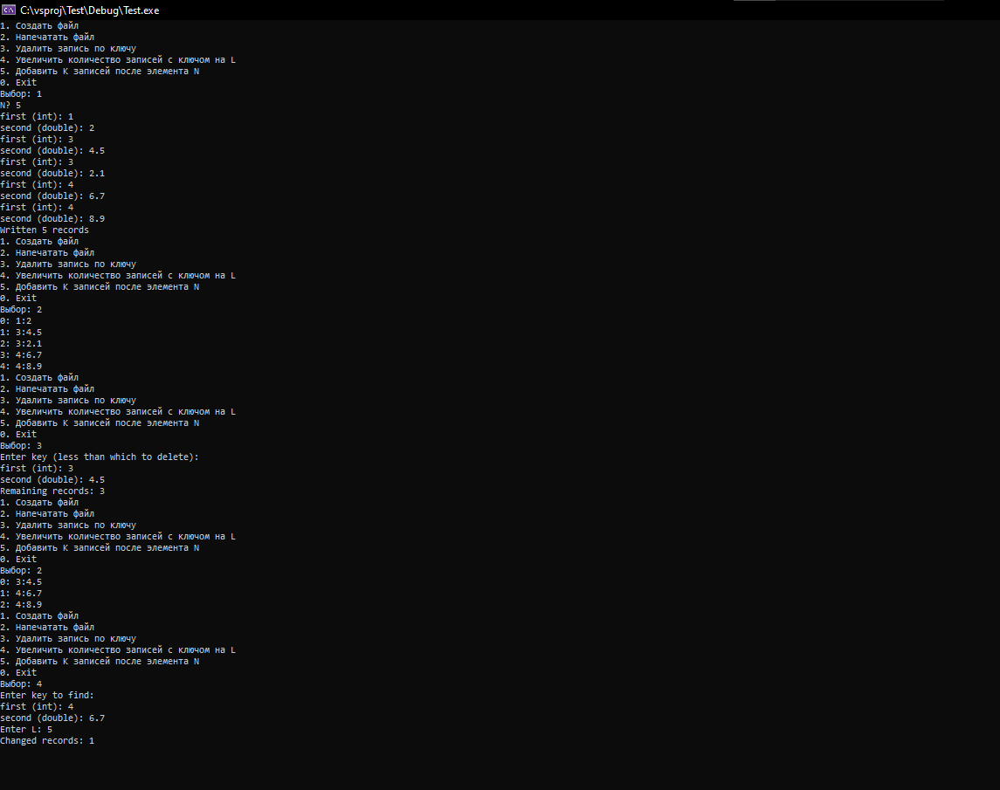 C:\vsproj\Test\Debug\Test.exe
1. Создать файл
2. Напечатать файл
3. Удалить запись по ключу
4. Увеличить количество записей с ключом на L
5. Добавить K записей после элемента N
0. Exit
Выбор: 1
N? 5
first (int): 1
second (double): 2
first (int): 3
second (double): 4.5
first (int): 3
second (double): 2.1
first (int): 4
second (double): 6.7
first (int): 4
second (double): 8.9
Written 5 records
1. Создать файл
2. Напечатать файл
3. Удалить запись по ключу
4. Увеличить количество записей с ключом на L
5. Добавить K записей после элемента N
0. Exit
Выбор: 2
0: 1:2
1: 3:4.5
2: 3:2.1
3: 4:6.7
4: 4:8.9
1. Создать файл
2. Напечатать файл
3. Удалить запись по ключу
4. Увеличить количество записей с ключом на L
5. Добавить K записей после элемента N
0. Exit
Выбор: 3
Enter key (less than which to delete):
first (int): 3
second (double): 4.5
Remaining records: 3
1. Создать файл
2. Напечатать файл
3. Удалить запись по ключу
4. Увеличить количество записей с ключом на L
5. Добавить K записей после элемента N
0. Exit
Выбор: 2
0: 3:4.5
1: 4:6.7
2: 4:8.9
1. Создать файл
2. Напечатать файл
3. Удалить запись по ключу
4. Увеличить количество записей с ключом на L
5. Добавить K записей после элемента N
0. Exit
Выбор: 4
Enter key to find:
first (int): 4
second (double): 6.7
Enter L: 5
Changed records: 1